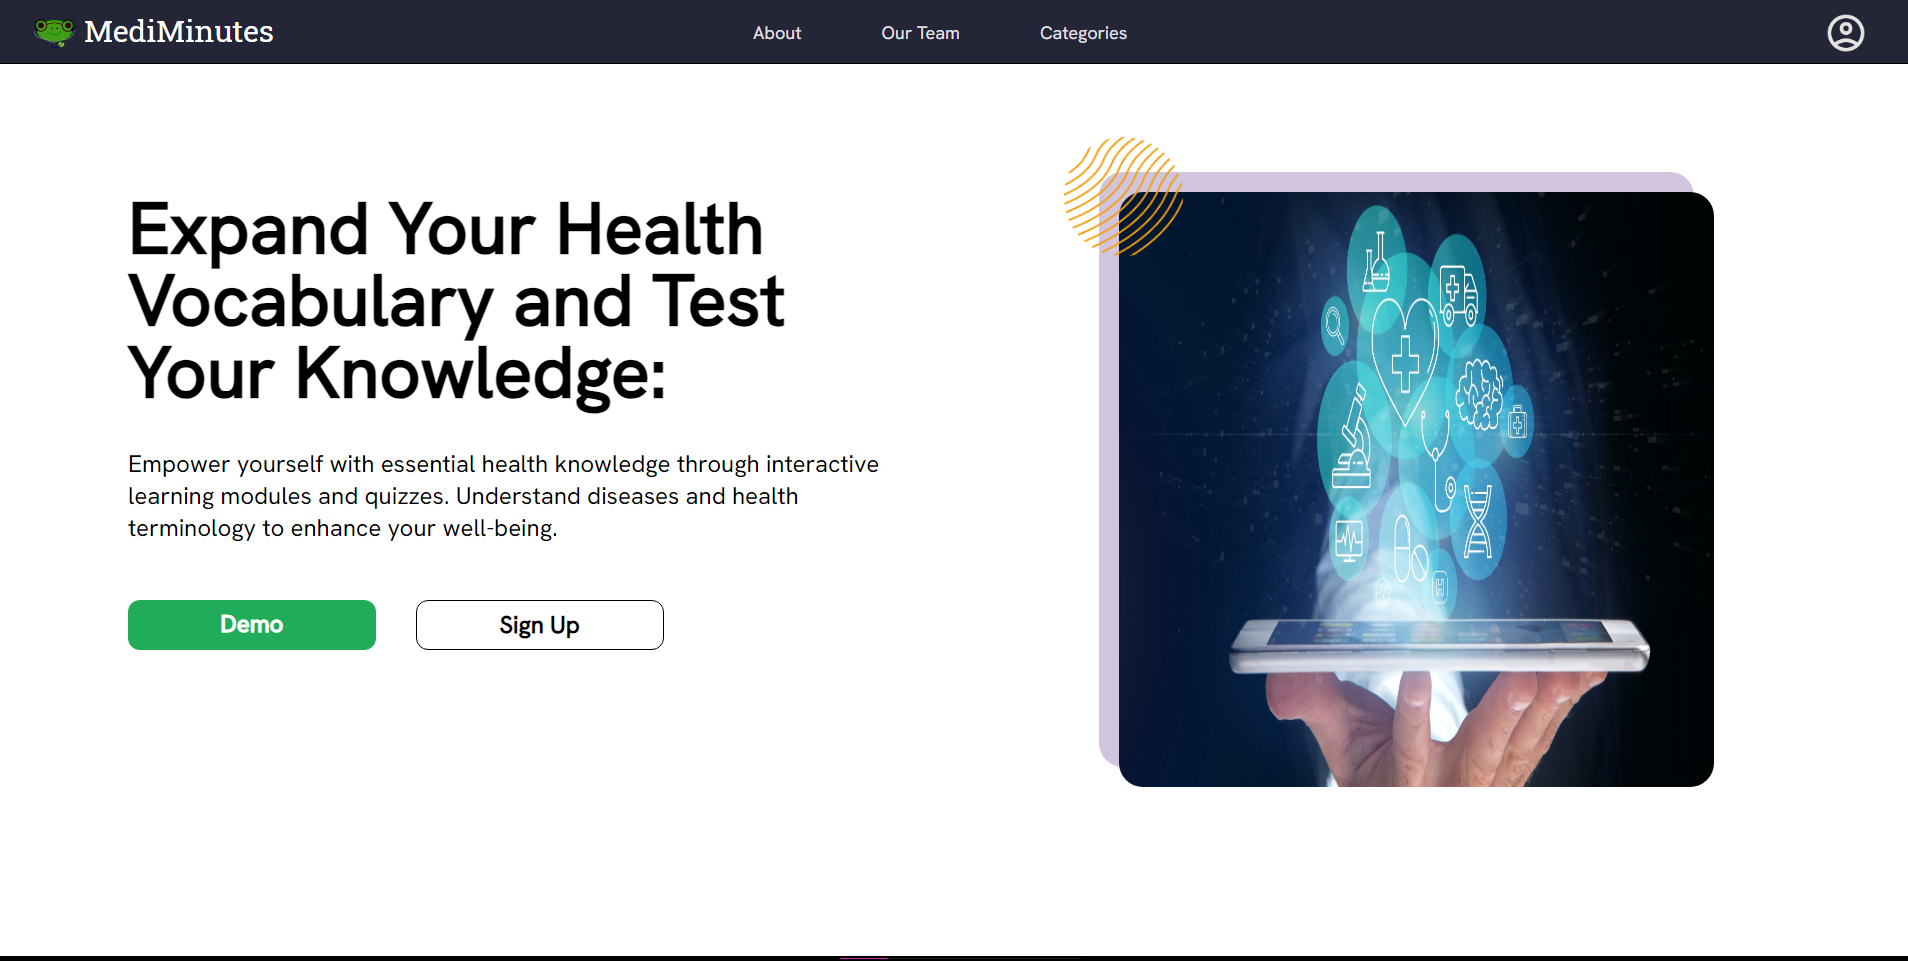 MediMinutes
About
Our Team
Categories
Expand Your Health
Vocabulary and Test
Your Knowledge:
Empower yourself with essential health knowledge through interactive
learning modules and quizzes. Understand diseases and health
terminology to enhance your well-being.
Demo
Sign Up
H